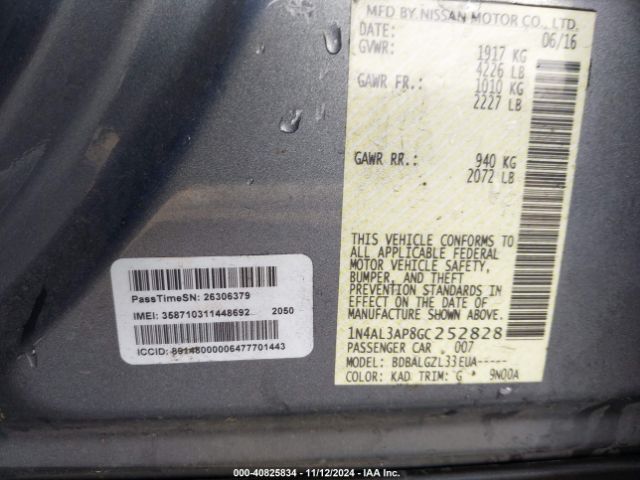 MFD BY NISSAN MOTOR CO., LTD.
DATE: 06/16
GVWR: 1917 KG
4226 LB
GAWR FR.: 1010 KG
2227 LB
GAWR RR.: 940 KG
2072 LB
THIS VEHICLE CONFORMS TO
ALL APPLICABLE FEDERAL
MOTOR VEHICLE SAFETY,
BUMPER, AND THEFT
PREVENTION STANDARDS IN
EFFECT ON THE DATE OF
MANUFACTURE SHOWN ABOVE.
1N4AL3AP8GC252828
PASSENGER CAR 007
MODEL: BDBALGZL33EUA-----
COLOR: KAD TRIM: G 9N00A
PassTimeSN: 26306379
IMEI: 358710311448692 2050
ICCID: 89148000006477701443
000-40825834 - 11/12/2024 - IAA Inc.